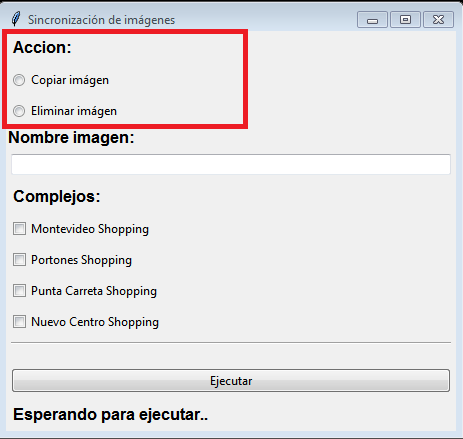 Sincronización de imágenes
Accion:
Copiar imágen
Eliminar imágen
Nombre imagen:
Complejos:
Montevideo Shopping
Portones Shopping
Punta Carreta Shopping
Nuevo Centro Shopping
Ejecutar
Esperando para ejecutar..